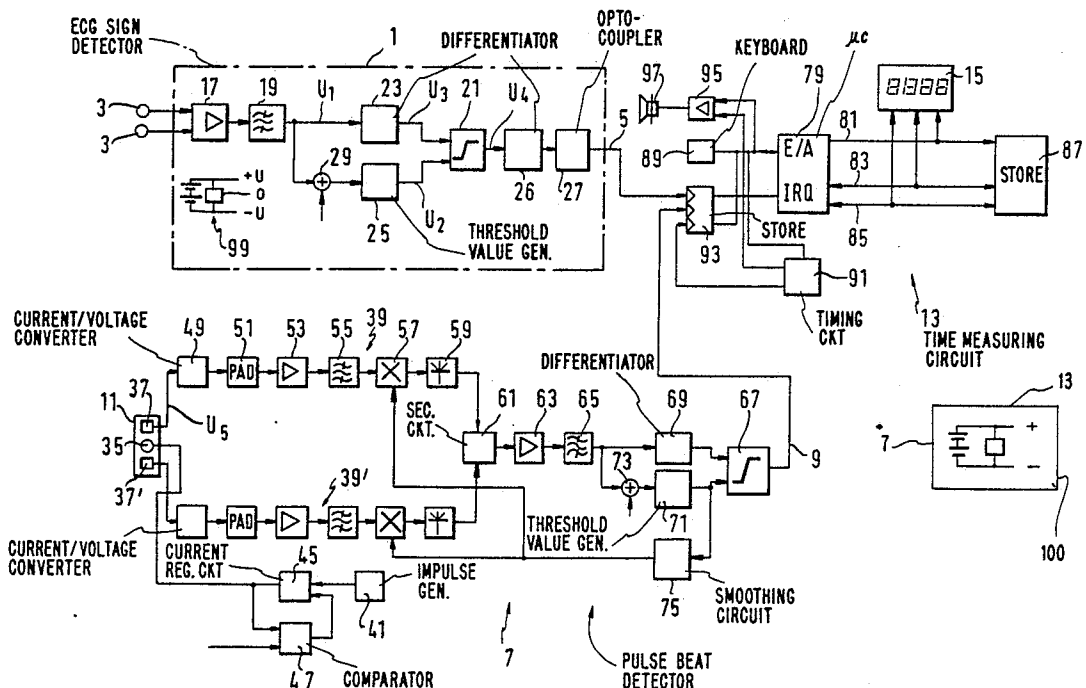 ECG SIGN
DETECTOR
1
DIFFERENTIATOR
OPTO-
COUPLER
KEYBOARD
μc
3
3
17
19
U1
23
U3
21
U4
26
27
5
29
25
U2
THRESHOLD
VALUE GEN.
+U
0
-U
99
97
95
89
79
E/A
IRQ
93
STORE
15
8888
81
83
85
STORE
87
91
TIMING
CKT
13
TIME MEASURING
CIRCUIT
CURRENT/VOLTAGE
CONVERTER
49
51
PAD
53
55
39
57
59
11
37
35
37'
U5
SEC.
CKT.
61
63
65
DIFFERENTIATOR
69
67
9
73
71
THRESHOLD
VALUE GEN.
75
SMOOTHING
CIRCUIT
39'
PAD
CURRENT/VOLTAGE
CONVERTER
CURRENT
REG. CKT
45
IMPULSE
GEN.
41
47
COMPARATOR
7
PULSE BEAT
DETECTOR
13
7
+
-
100